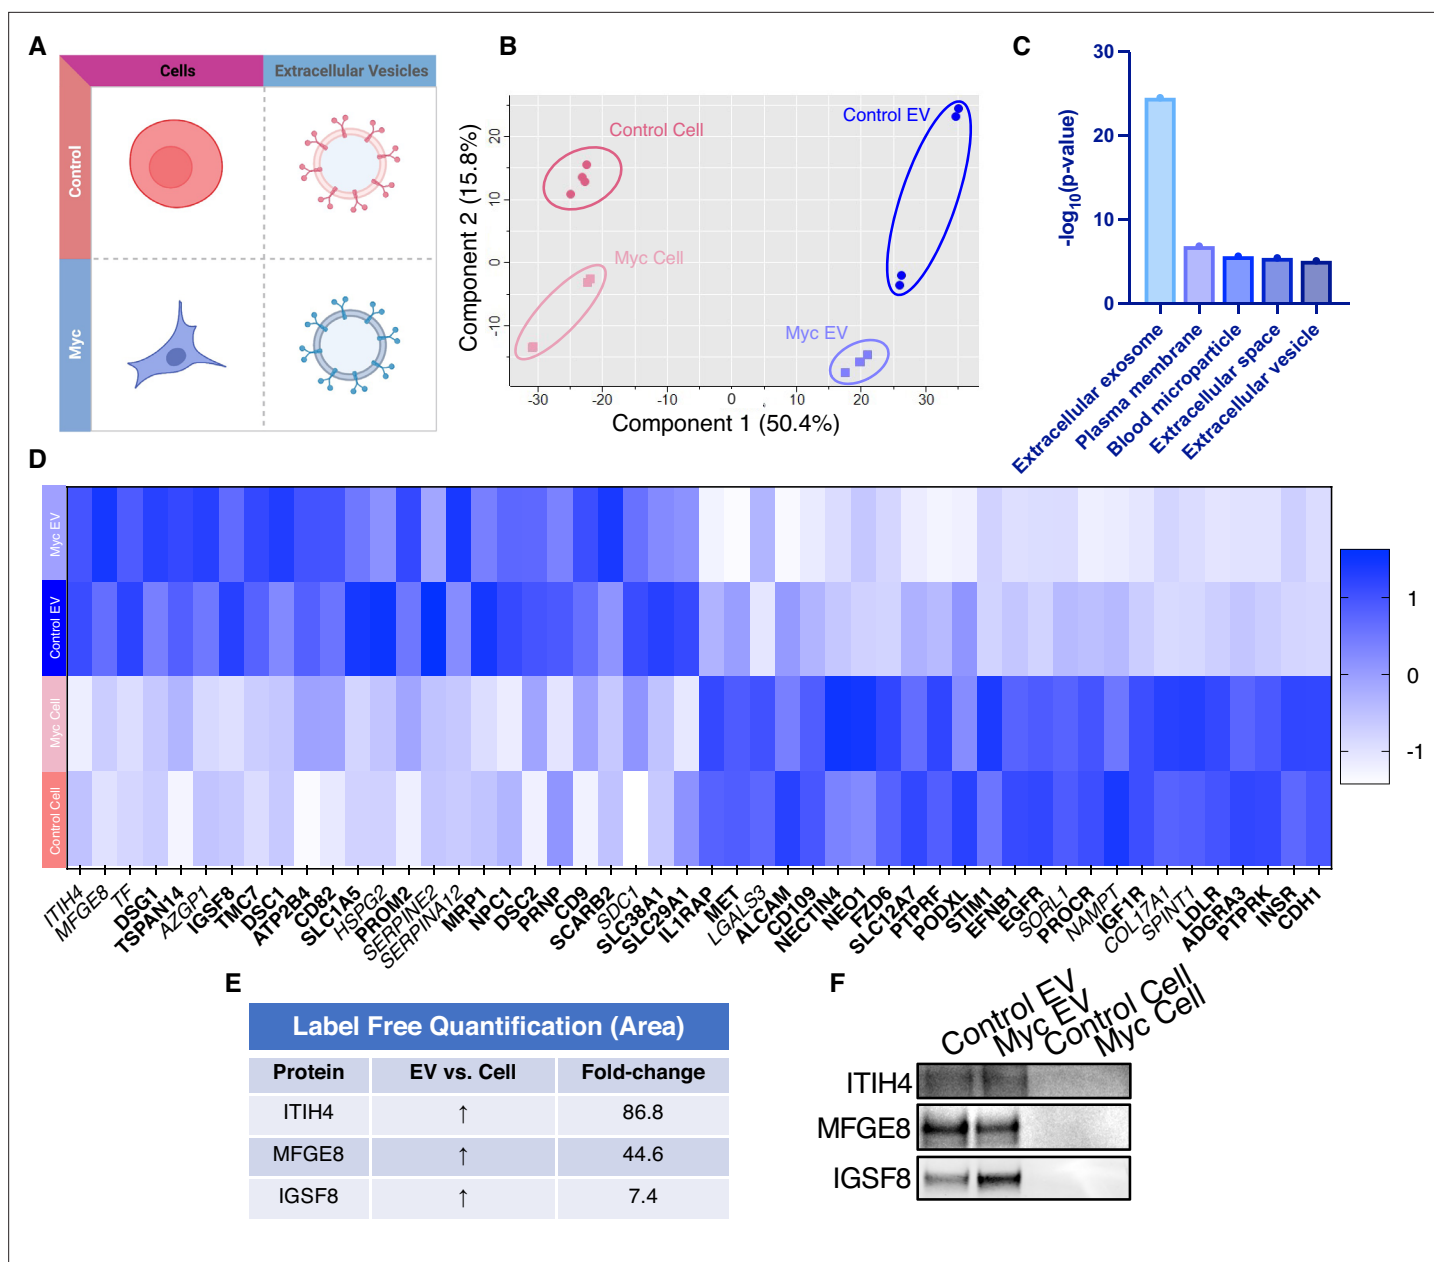 A
Cells
Extracellular Vesicles
Control
Myc
B
Component 2 (15.8%)
20
10
0
-10
Control Cell
Myc Cell
Control EV
Myc EV
-30
-20
-10
0
10
20
30
Component 1 (50.4%)
C
-log10(p-value)
30
20
10
0
Extracellular exosome
Plasma membrane
Blood microparticle
Extracellular space
Extracellular vesicle
D
Myc EV
Control EV
Myc Cell
Control Cell
1
0
-1
ITIH4
MFGE8
TF
DSG1
TSPAN14
AZGP1
IGSF8
TMC7
DSC1
ATP2B4
CD82
SLC1A5
HSPG2
PROM2
SERPINE2
SERPINA12
MRP1
NPC1
DSC2
PRNP
CD9
SCARB2
SDC1
SLC38A1
SLC29A1
IL1RAP
MET
LGALS3
ALCAM
CD109
NECTIN4
NEO1
FZD6
SLC12A7
PTPRF
PODXL
STIM1
EFNB1
EGFR
SORL1
PROCR
NAMPT
IGF1R
COL17A1
SPINT1
LDLR
ADGRA3
PTPRK
INSR
CDH1
E
Label Free Quantification (Area)
Protein EV vs. Cell Fold-change
ITIH4 ↑ 86.8
MFGE8 ↑ 44.6
IGSF8 ↑ 7.4
F
Control EV
Myc EV
Control Cell
Myc Cell
ITIH4
MFGE8
IGSF8